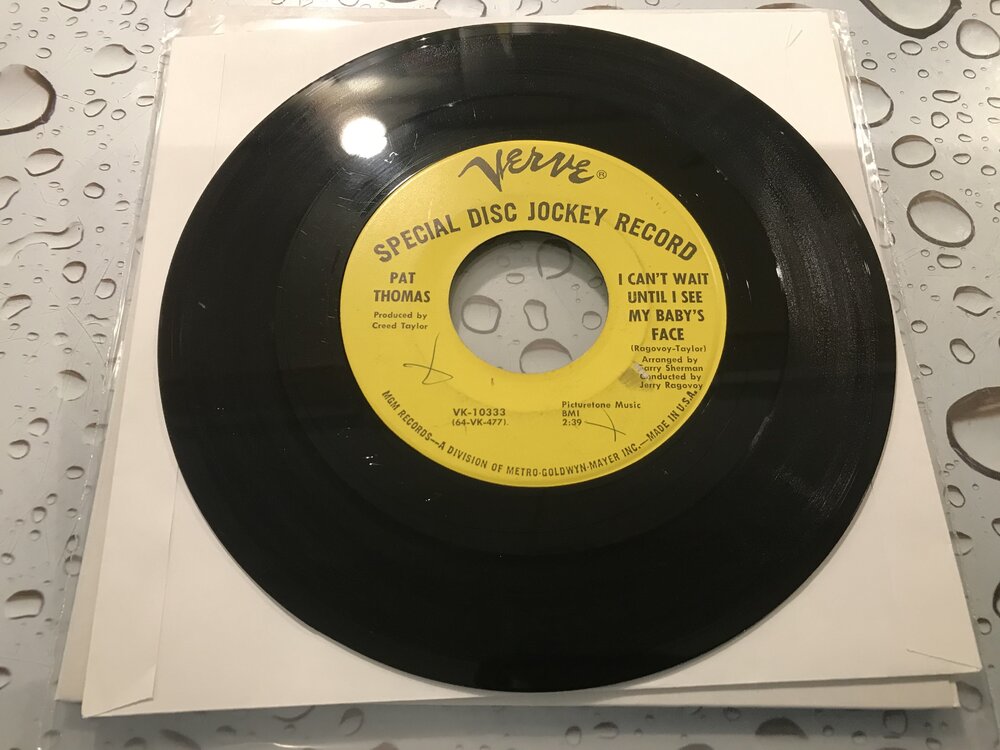 VERVE®
SPECIAL DISC JOCKEY RECORD
PAT
THOMAS
Produced by
Creed Taylor
I CAN'T WAIT
UNTIL I SEE
MY BABY'S
FACE
(Ragovoy-Taylor)
Arranged by
Garry Sherman
Conducted by
Jerry Ragovoy
VK-10333
(64-VK-477).
Picturetone Music
BMI
2:39
MGM RECORDS—A DIVISION OF METRO-GOLDWYN-MAYER INC.—MADE IN U.S.A.